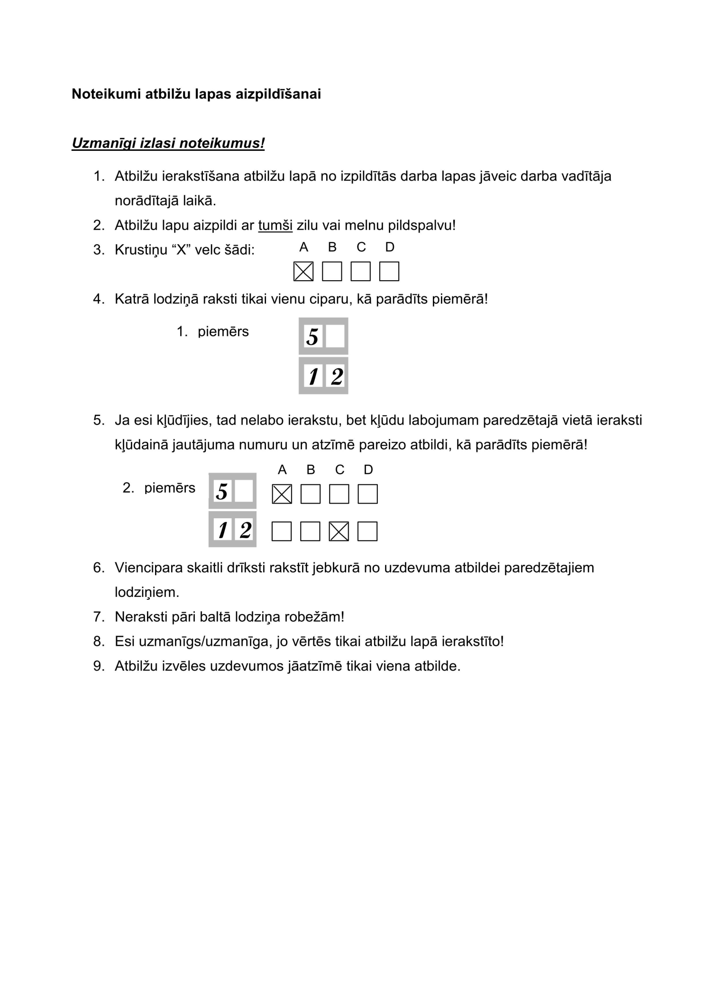 Noteikumi atbilžu lapas aizpildīšanai
Uzmanīgi izlasi noteikumus!
1. Atbilžu ierakstīšana atbilžu lapā no izpildītās darba lapas jāveic darba vadītāja
norādītajā laikā.
2. Atbilžu lapu aizpildi ar tumši zilu vai melnu pildspalvu!
3. Krustiņu “X” velc šādi: A B C D
4. Katrā lodziņā raksti tikai vienu ciparu, kā parādīts piemērā!
1. piemērs 5
1 2
5. Ja esi kļūdījies, tad nelabo ierakstu, bet kļūdu labojumam paredzētajā vietā ieraksti
kļūdainā jautājuma numuru un atzīmē pareizo atbildi, kā parādīts piemērā!
A B C D
2. piemērs 5
1 2
6. Viencipara skaitli drīksti rakstīt jebkurā no uzdevuma atbildei paredzētajiem
lodziņiem.
7. Neraksti pāri baltā lodziņa robežām!
8. Esi uzmanīgs/uzmanīga, jo vērtēs tikai atbilžu lapā ierakstīto!
9. Atbilžu izvēles uzdevumos jāatzīmē tikai viena atbilde.